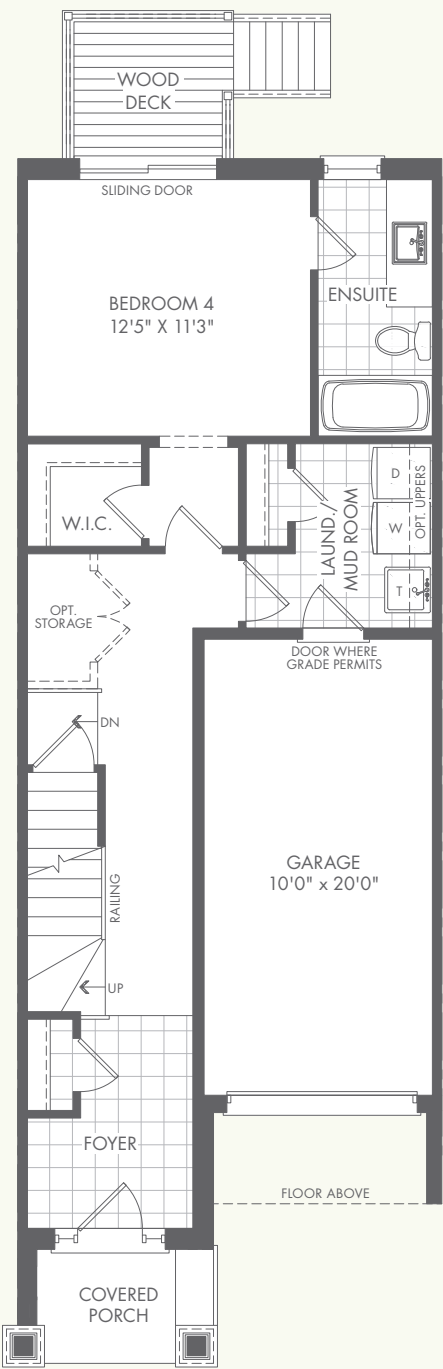 WOOD
DECK
SLIDING DOOR
BEDROOM 4
12'5" X 11'3"
ENSUITE
W.I.C.
LAUND./
MUD ROOM
D
W
OPT. UPPERS
T
OPT.
STORAGE
DOOR WHERE
GRADE PERMITS
DN
GARAGE
10'0" x 20'0"
RAILING
UP
FOYER
FLOOR ABOVE
COVERED
PORCH